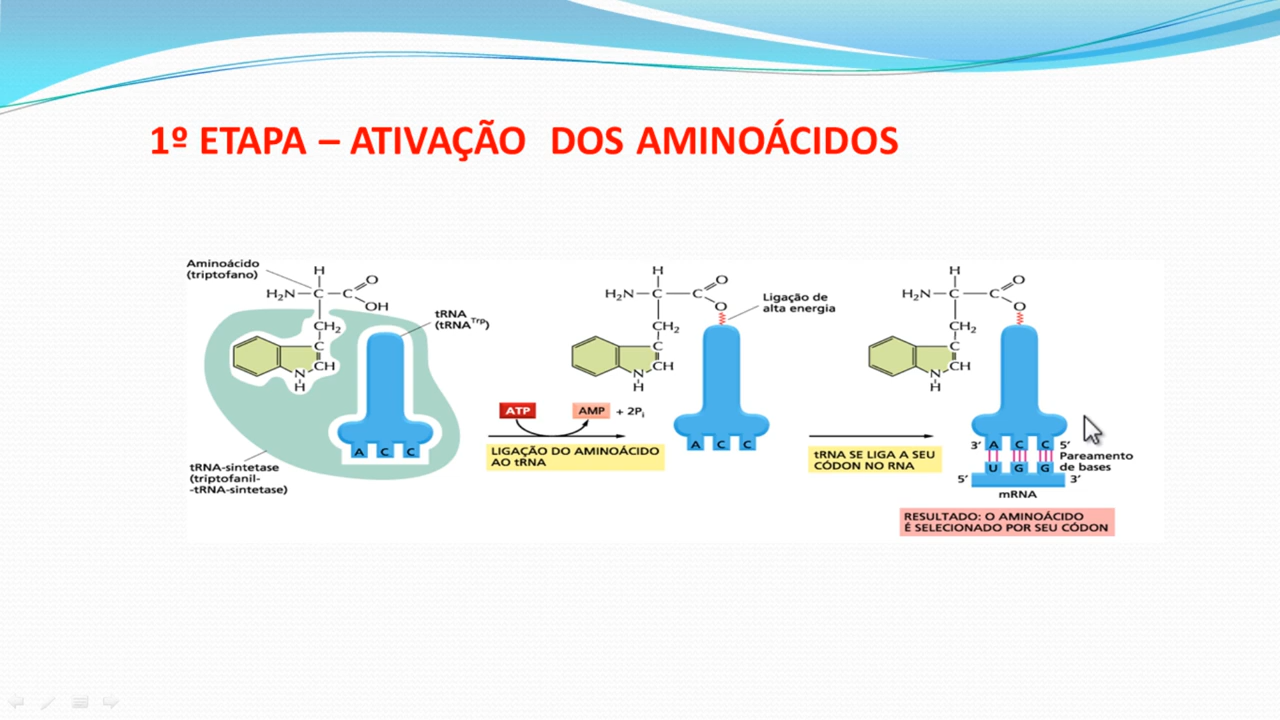 1º ETAPA – ATIVAÇÃO DOS AMINOÁCIDOS
Aminoácido
(triptofano)
H
H₂N C C O
OH
CH₂
C
CH
N
H
tRNA
(tRNAᵀʳᵖ)
A C C
tRNA-sintetase
(triptofanil-
-tRNA-sintetase)
ATP AMP + 2Pᵢ
LIGAÇÃO DO AMINOÁCIDO
AO tRNA
H
H₂N C C O
O
CH₂
C
CH
N
H
Ligação de
alta energia
A C C
tRNA SE LIGA A SEU
CÓDON NO RNA
H
H₂N C C O
O
CH₂
C
CH
N
H
3′ A C C 5′
Pareamento
de bases
U G G
5′ 3′
mRNA
RESULTADO: O AMINOÁCIDO
É SELECIONADO POR SEU CÓDON